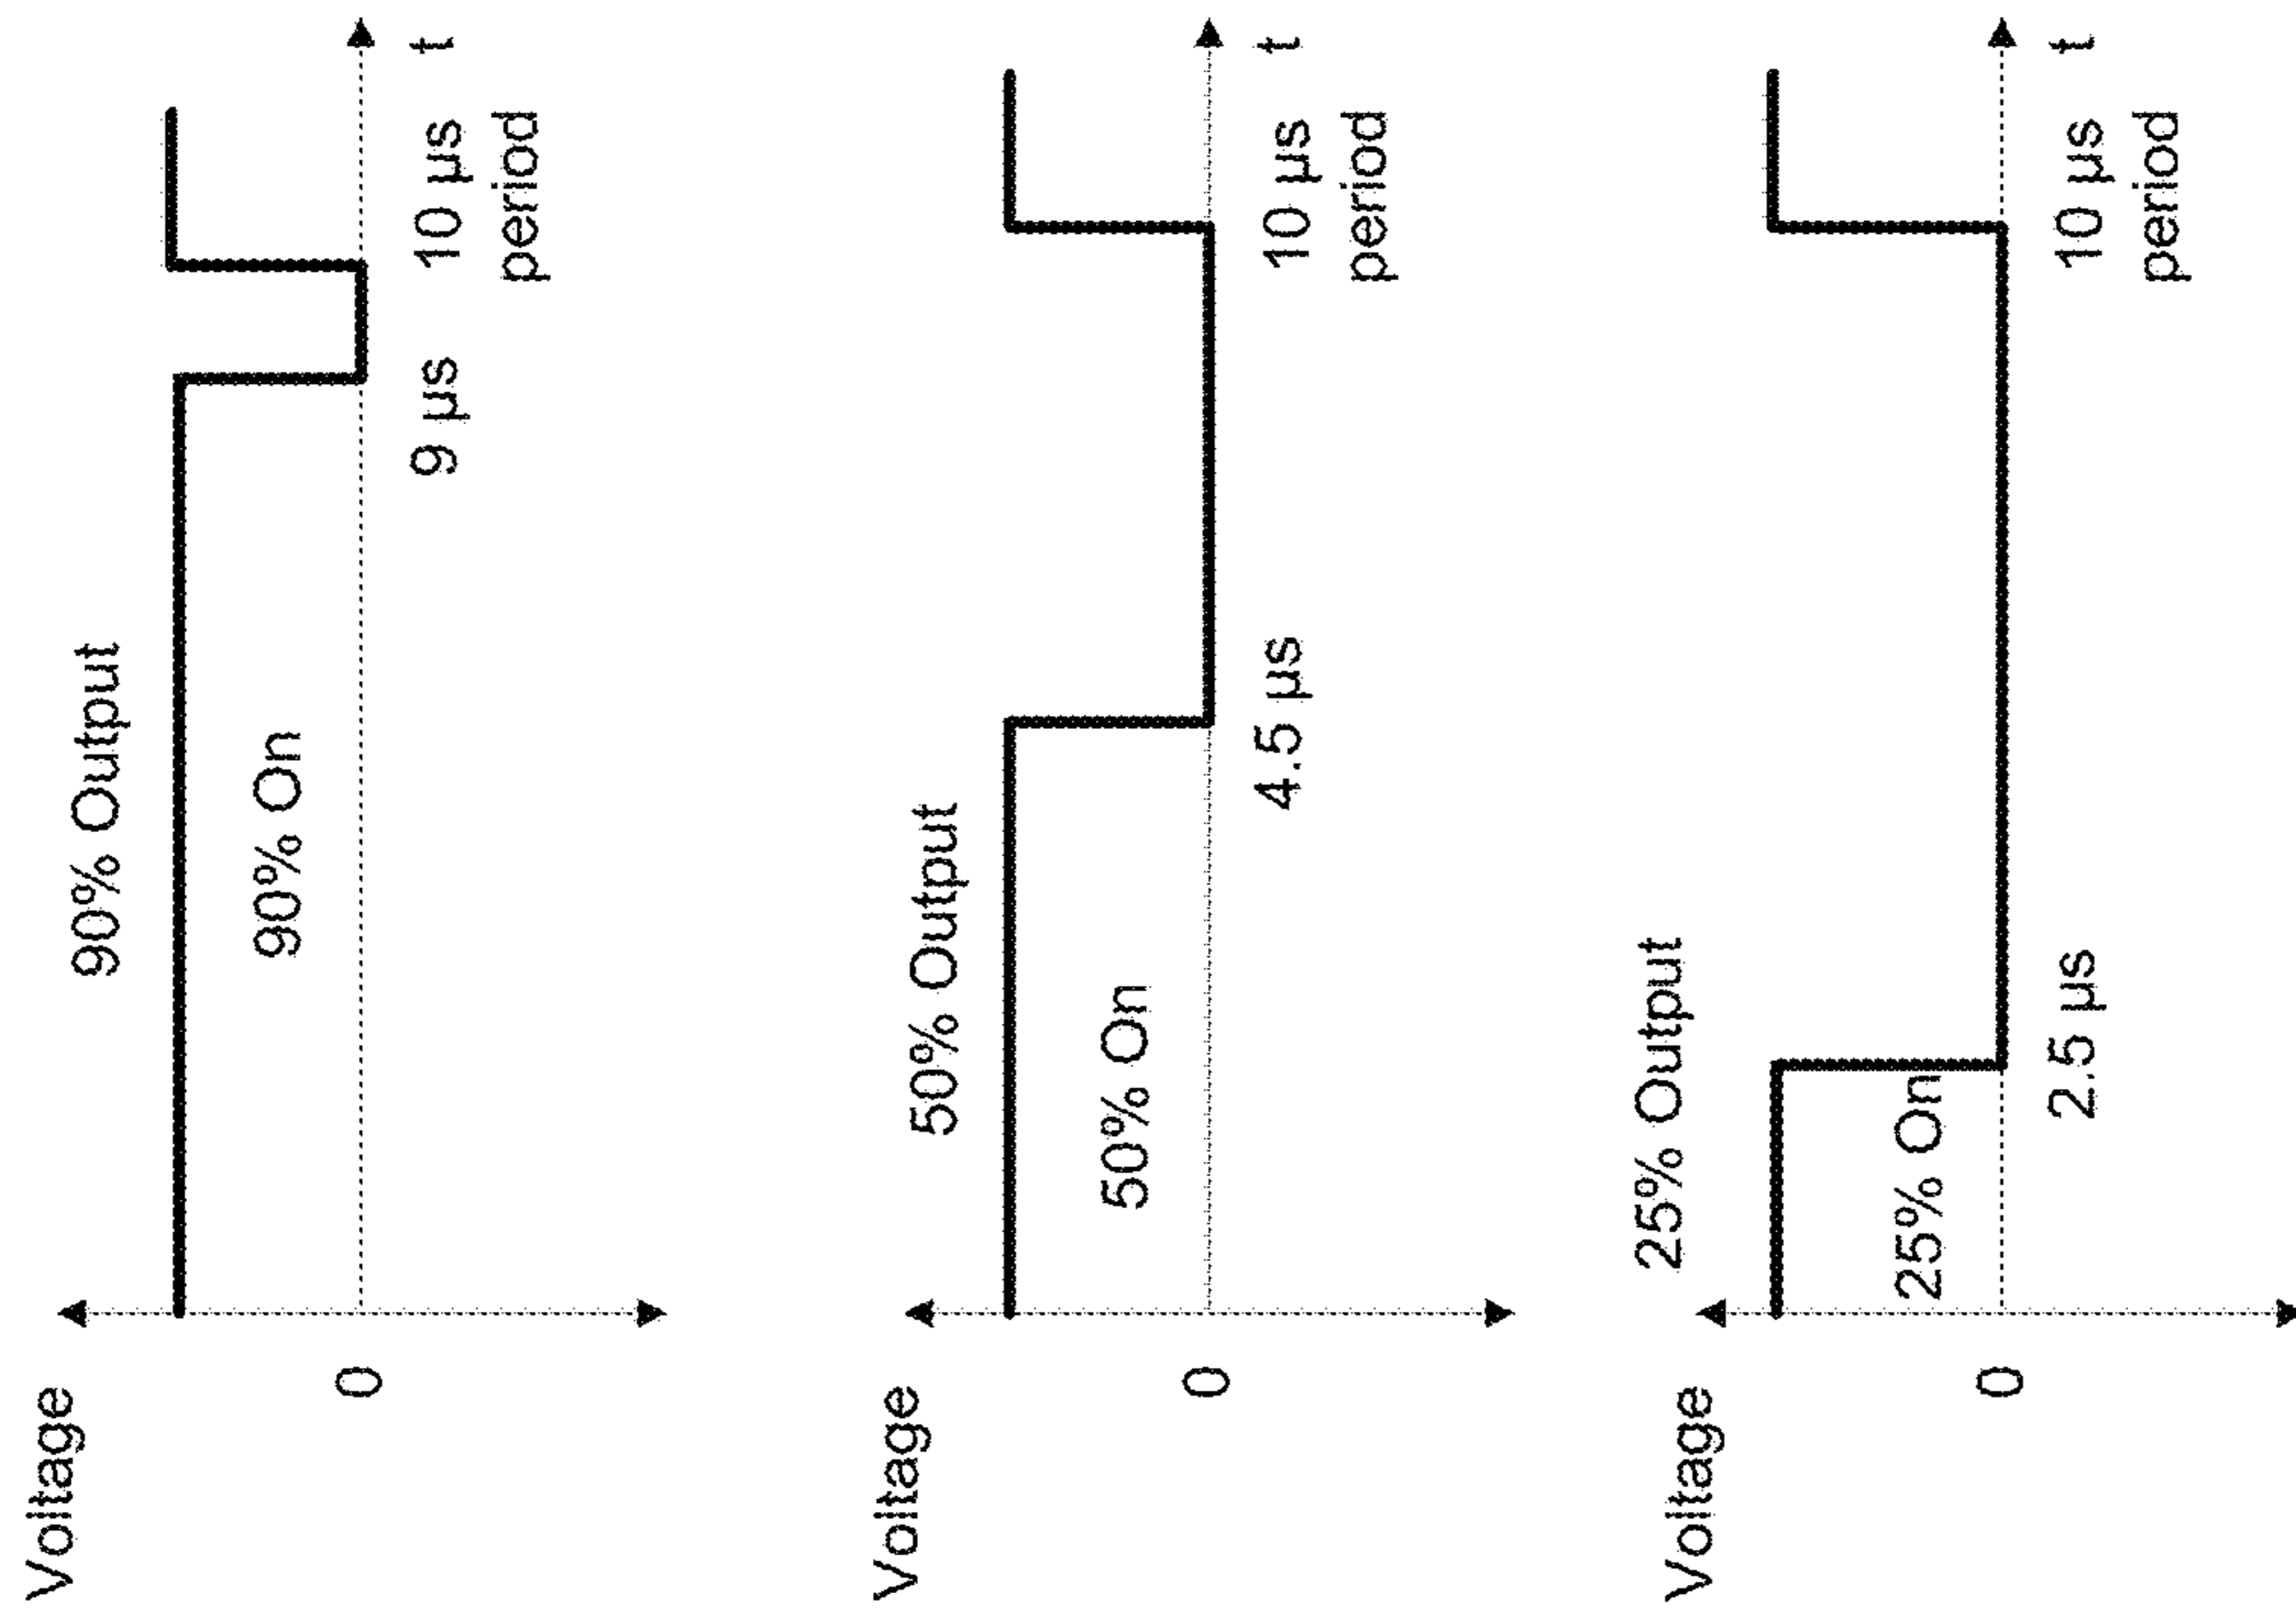 Voltage
90% Output
90% On
0
9 µs
10 µs
period
t
Voltage
50% Output
50% On
0
4.5 µs
10 µs
period
t
Voltage
25% Output
25% On
0
2.5 µs
10 µs
period
t